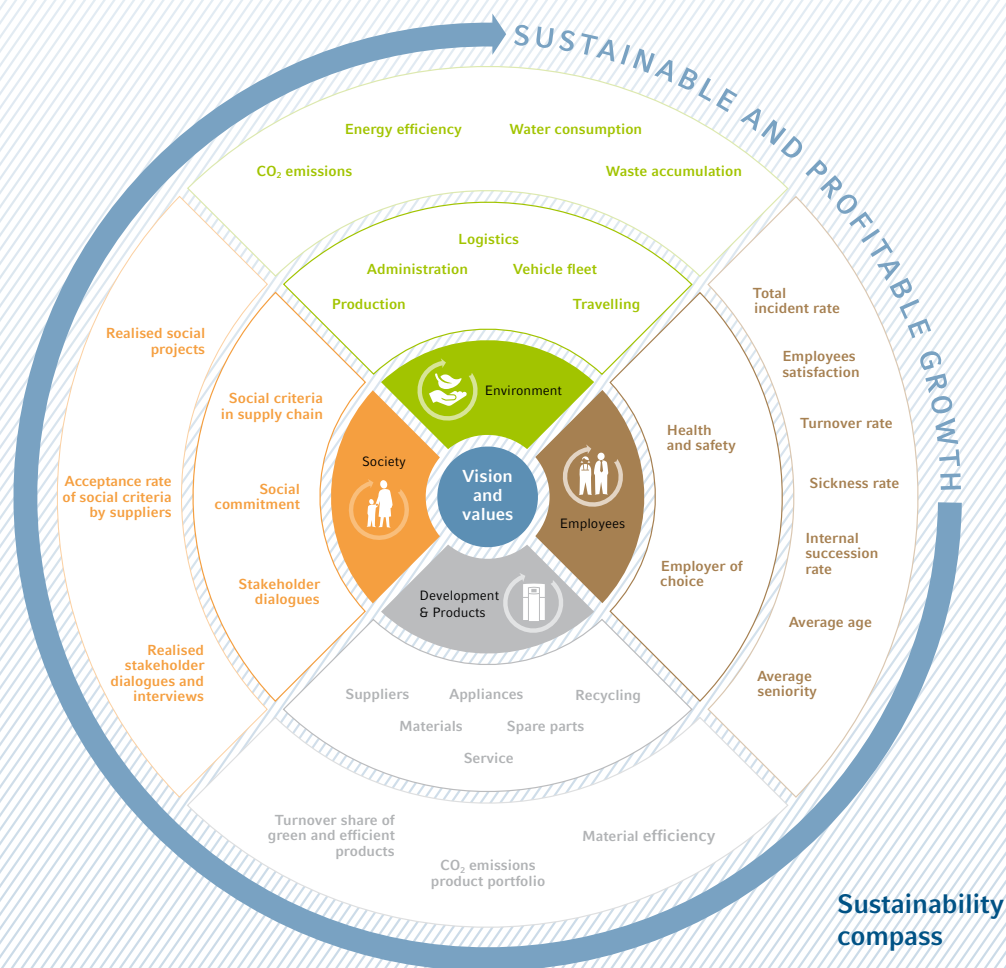 SUSTAINABLE AND PROFITABLE GROWTH
Energy efficiency
Water consumption
CO₂ emissions
Waste accumulation
Logistics
Administration
Vehicle fleet
Production
Travelling
Environment
Total
incident rate
Employees
satisfaction
Turnover rate
Sickness rate
Internal
succession
rate
Average age
Average
seniority
Health
and safety
Employer of
choice
Employees
Vision
and
values
Society
Realised social
projects
Acceptance rate
of social criteria
by suppliers
Realised
stakeholder
dialogues and
interviews
Social criteria
in supply chain
Social
commitment
Stakeholder
dialogues
Development
& Products
Suppliers
Appliances
Recycling
Materials
Spare parts
Service
Turnover share of
green and efficient
products
CO₂ emissions
product portfolio
Material efficiency
Sustainability
compass